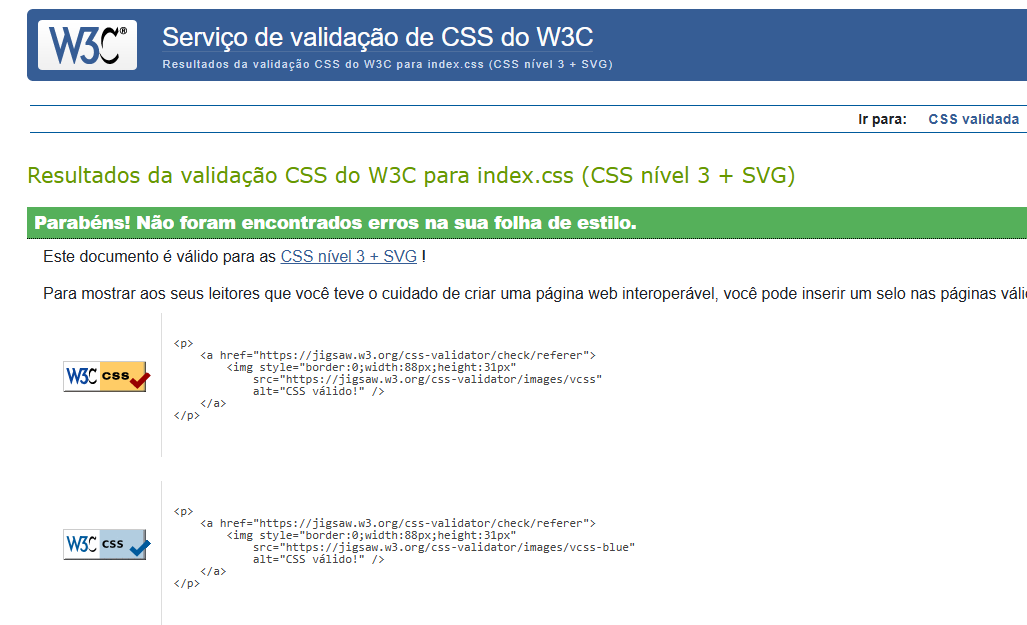 W3C®
Serviço de validação de CSS do W3C
Resultados da validação CSS do W3C para index.css (CSS nível 3 + SVG)
Ir para: CSS validada
Resultados da validação CSS do W3C para index.css (CSS nível 3 + SVG)
Parabéns! Não foram encontrados erros na sua folha de estilo.
Este documento é válido para as CSS nível 3 + SVG !
Para mostrar aos seus leitores que você teve o cuidado de criar uma página web interoperável, você pode inserir um selo nas páginas váli
W3C css
<p>
<a href="https://jigsaw.w3.org/css-validator/check/referer">
<img style="border:0;width:88px;height:31px"
src="https://jigsaw.w3.org/css-validator/images/vcss"
alt="CSS válido!" />
</a>
</p>
W3C css
<p>
<a href="https://jigsaw.w3.org/css-validator/check/referer">
<img style="border:0;width:88px;height:31px"
src="https://jigsaw.w3.org/css-validator/images/vcss-blue"
alt="CSS válido!" />
</a>
</p>